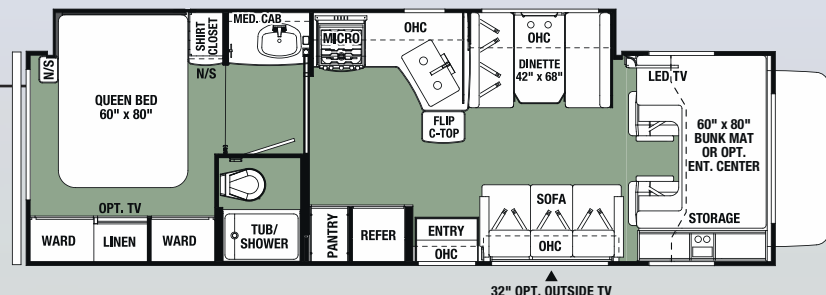 MED. CAB
SHIRT
CLOSET
N/S
N/S
QUEEN BED
60" x 80"
OPT. TV
WARD
LINEN
WARD
TUB/
SHOWER
MICRO
OHC
FLIP
C-TOP
PANTRY
REFER
ENTRY
OHC
OHC
DINETTE
42" x 68"
SOFA
OHC
32" OPT. OUTSIDE TV
LED TV
60" x 80"
BUNK MAT
OR OPT.
ENT. CENTER
STORAGE